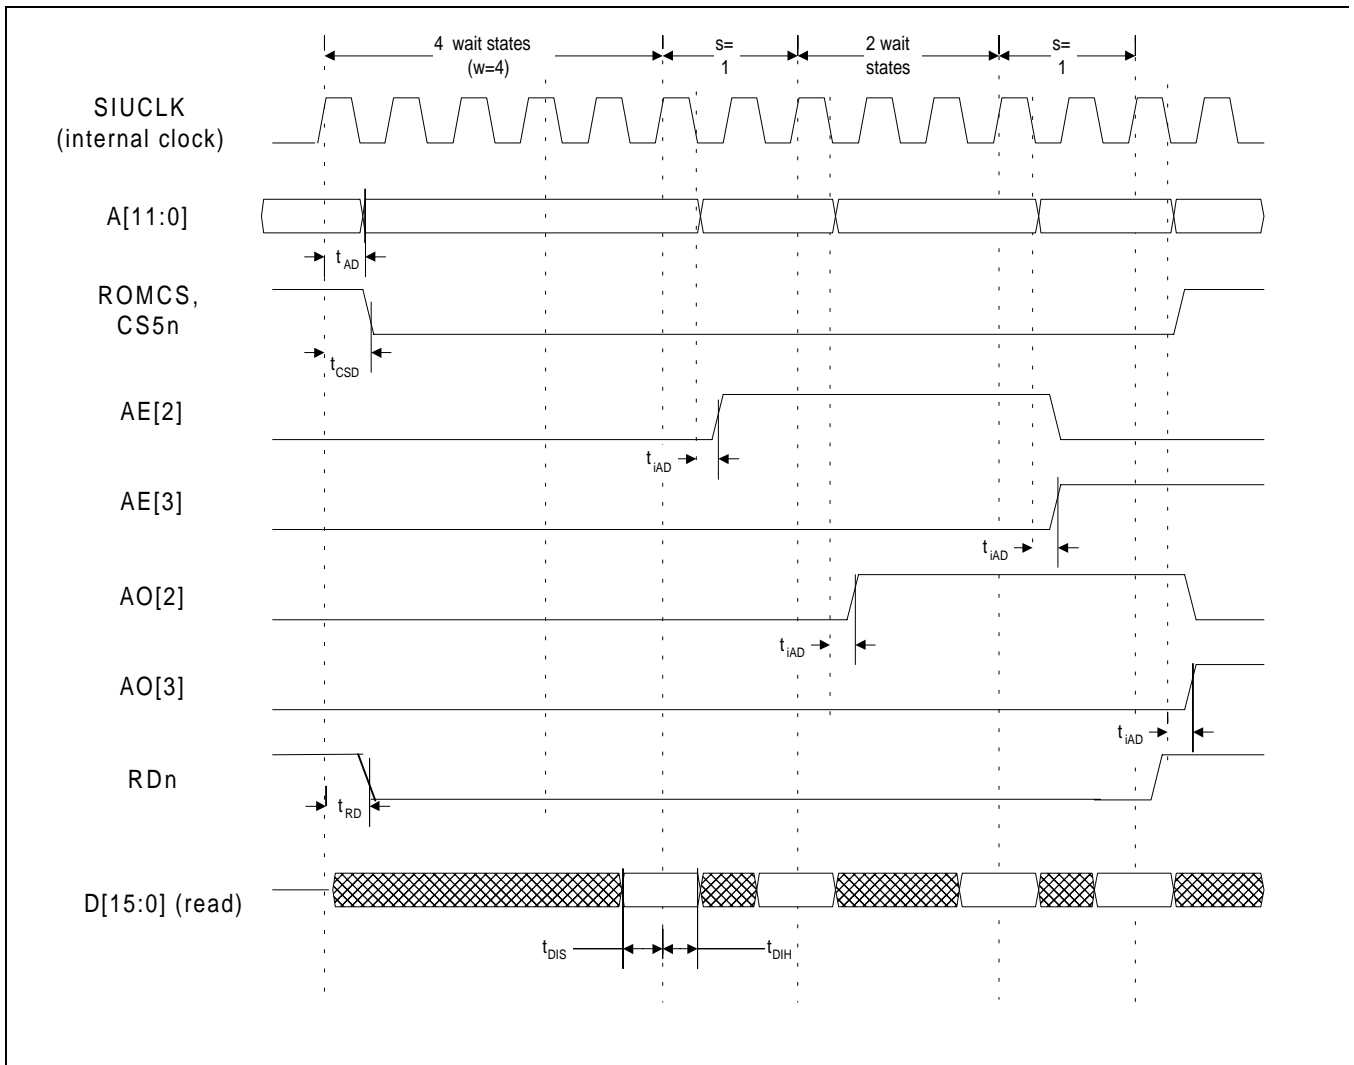 4 wait states
(w=4)
s=
1
2 wait
states
s=
1
SIUCLK
(internal clock)
A[11:0]
tAD
ROMCS,
CS5n
tCSD
AE[2]
tiAD
AE[3]
tiAD
AO[2]
tiAD
AO[3]
tiAD
RDn
tRD
D[15:0] (read)
tDIS
tDIH